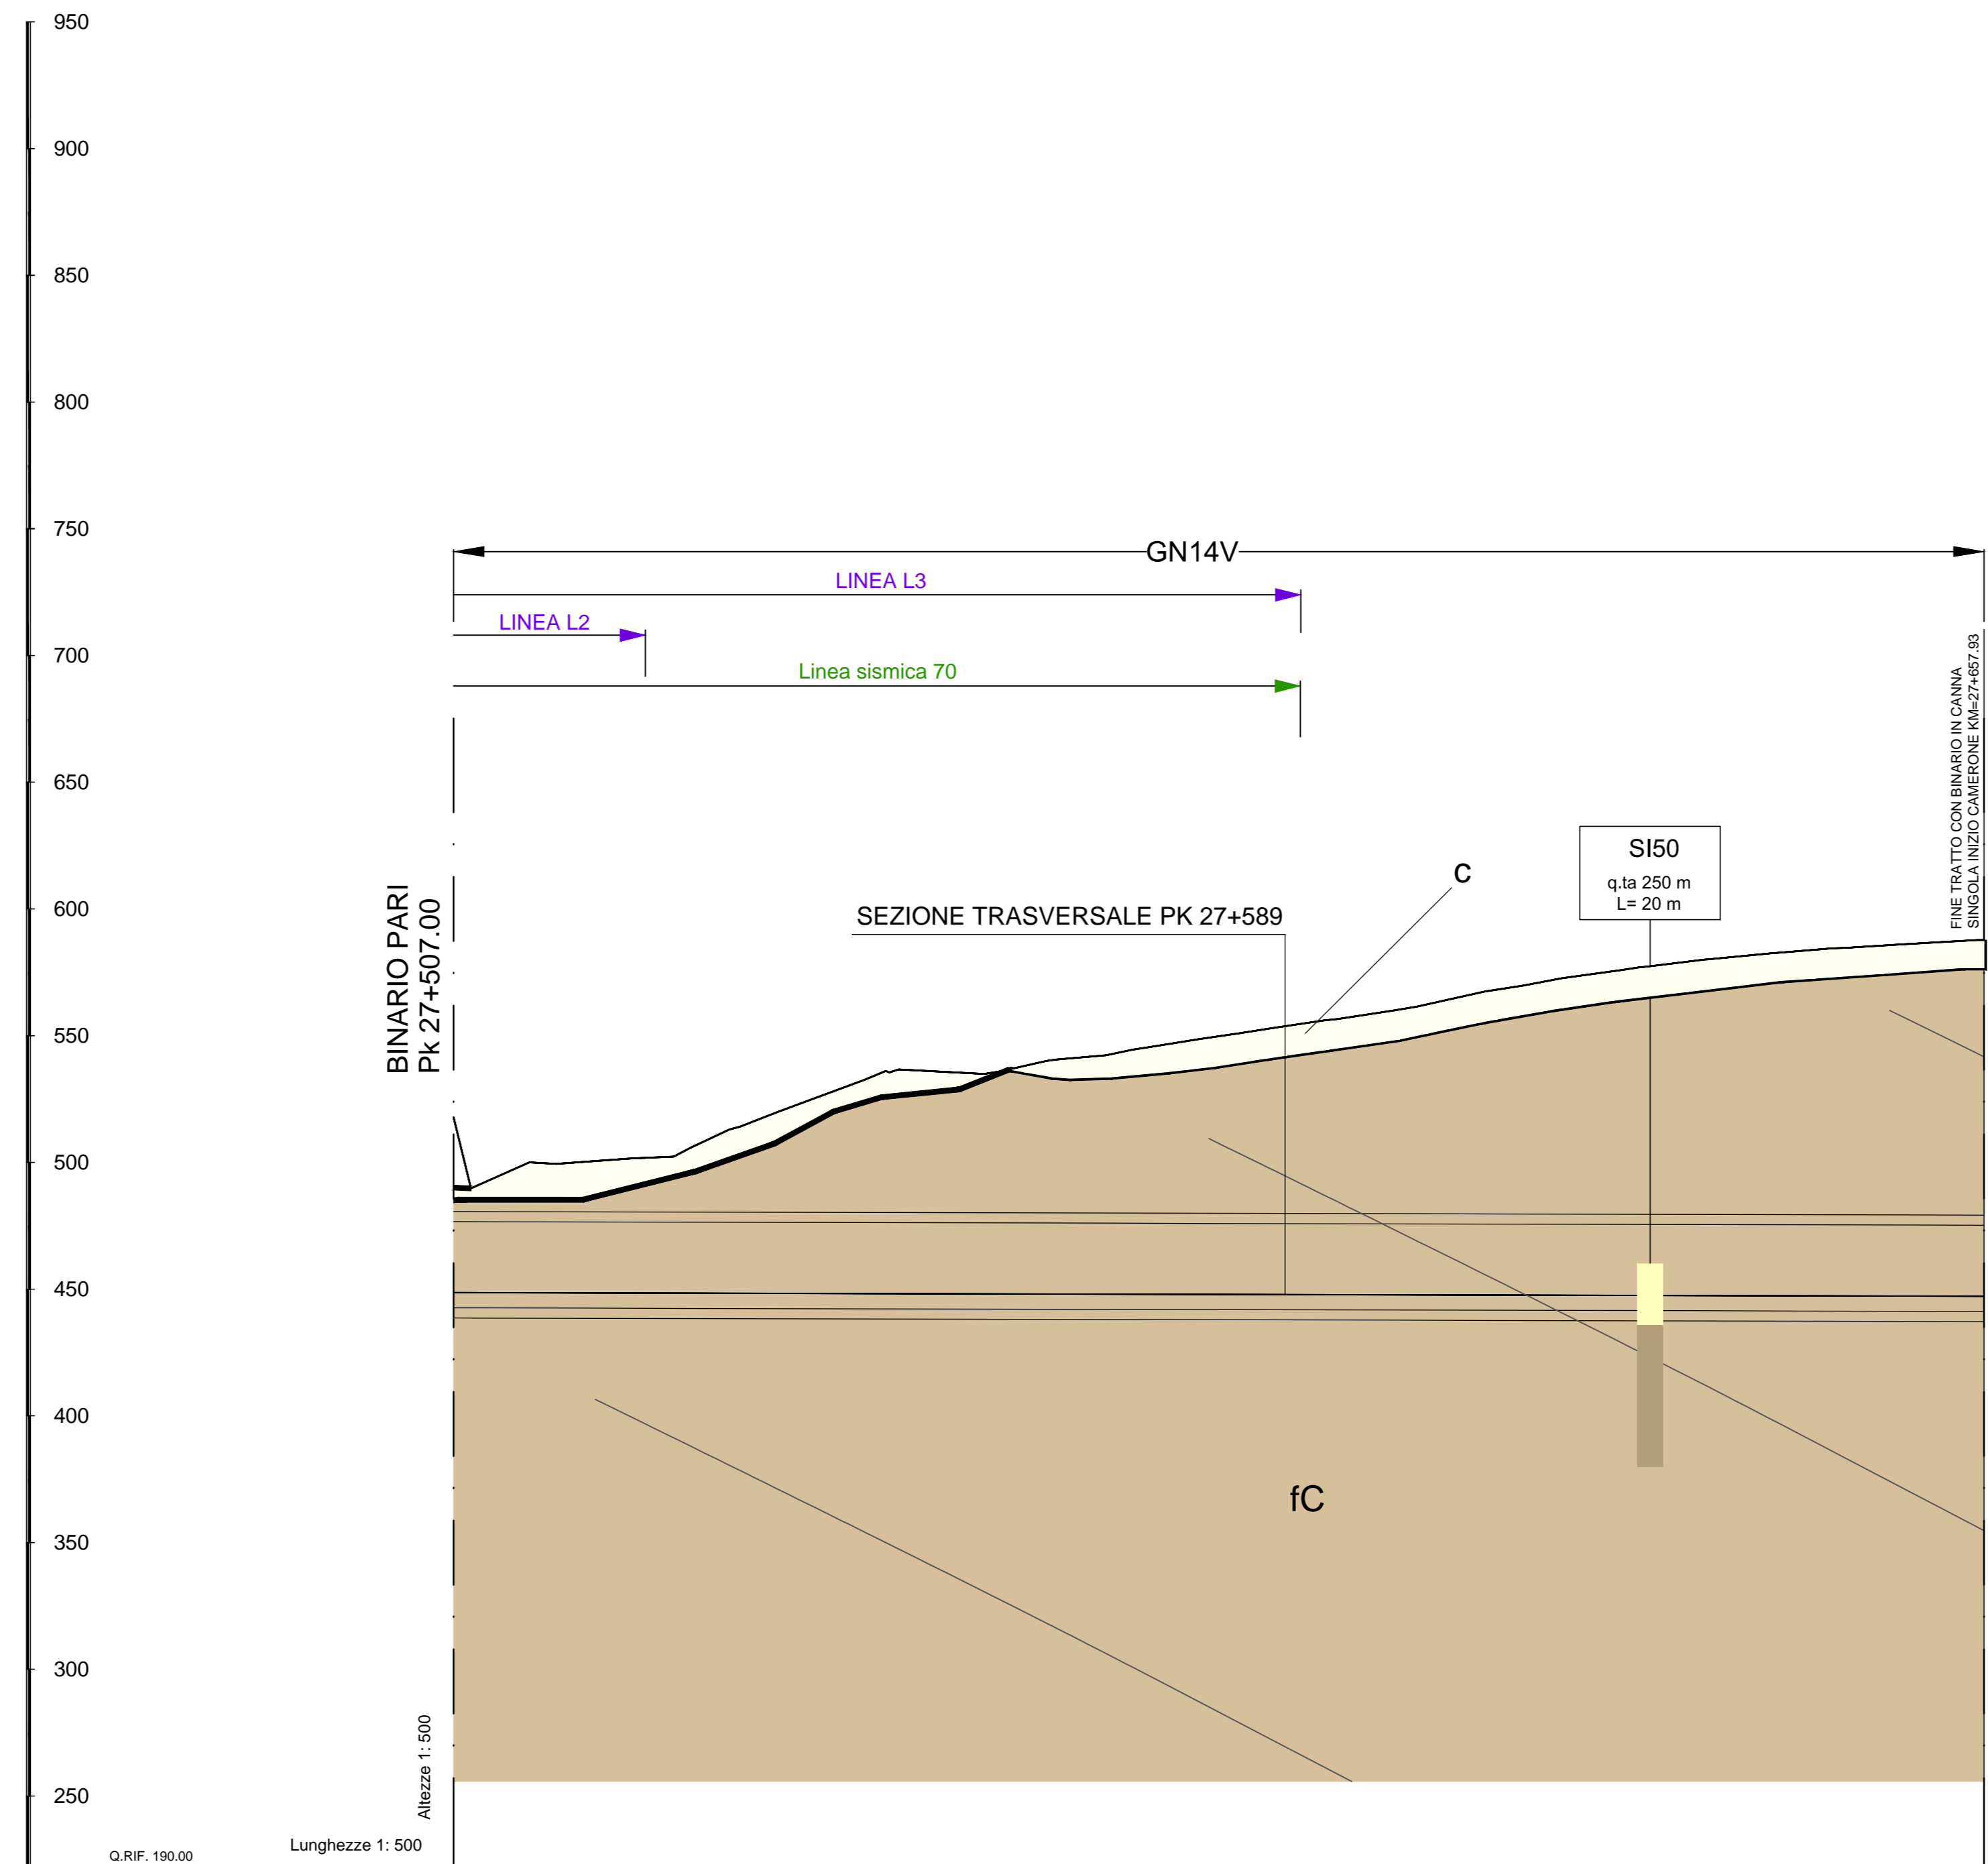 950
900
850
800
750
GN14V
LINEA L3
LINEA L2
700
Linea sismica 70
650
FINE TRATTO CON BINARIO IN CANNA
SINGOLA INIZIO CAMERONE KM=27+657.93
SI50
q.ta 250 m
L= 20 m
c
600
SEZIONE TRASVERSALE PK 27+589
BINARIO PARI
Pk 27+507.00
550
500
450
400
fC
350
300
Altezze 1: 500
250
Lunghezze 1: 500
Q.RIF. 190.00